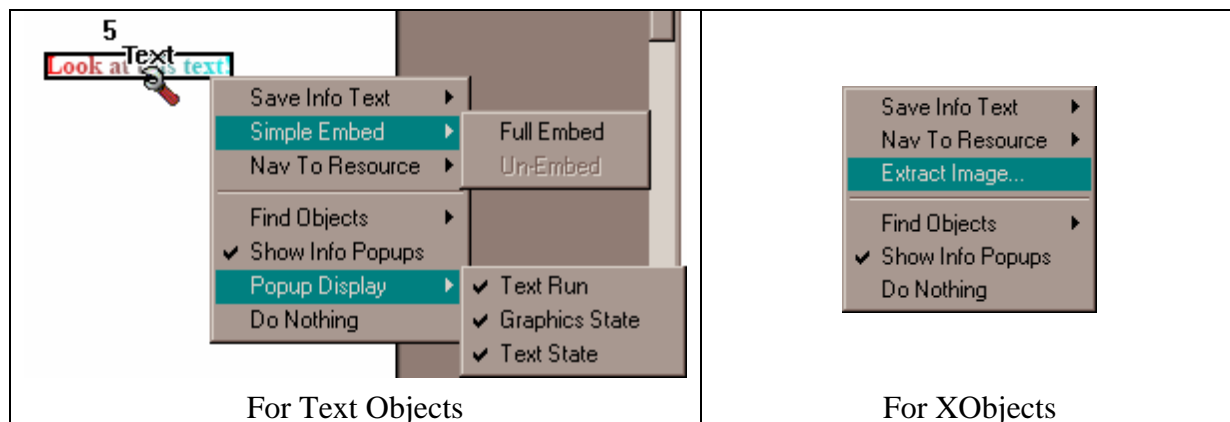 5
Text
Look at this text!
Save Info Text
Simple Embed
Nav To Resource
Find Objects
Show Info Popups
Popup Display
Do Nothing
Full Embed
Un-Embed
Text Run
Graphics State
Text State
For Text Objects
Save Info Text
Nav To Resource
Extract Image...
Find Objects
Show Info Popups
Do Nothing
For XObjects